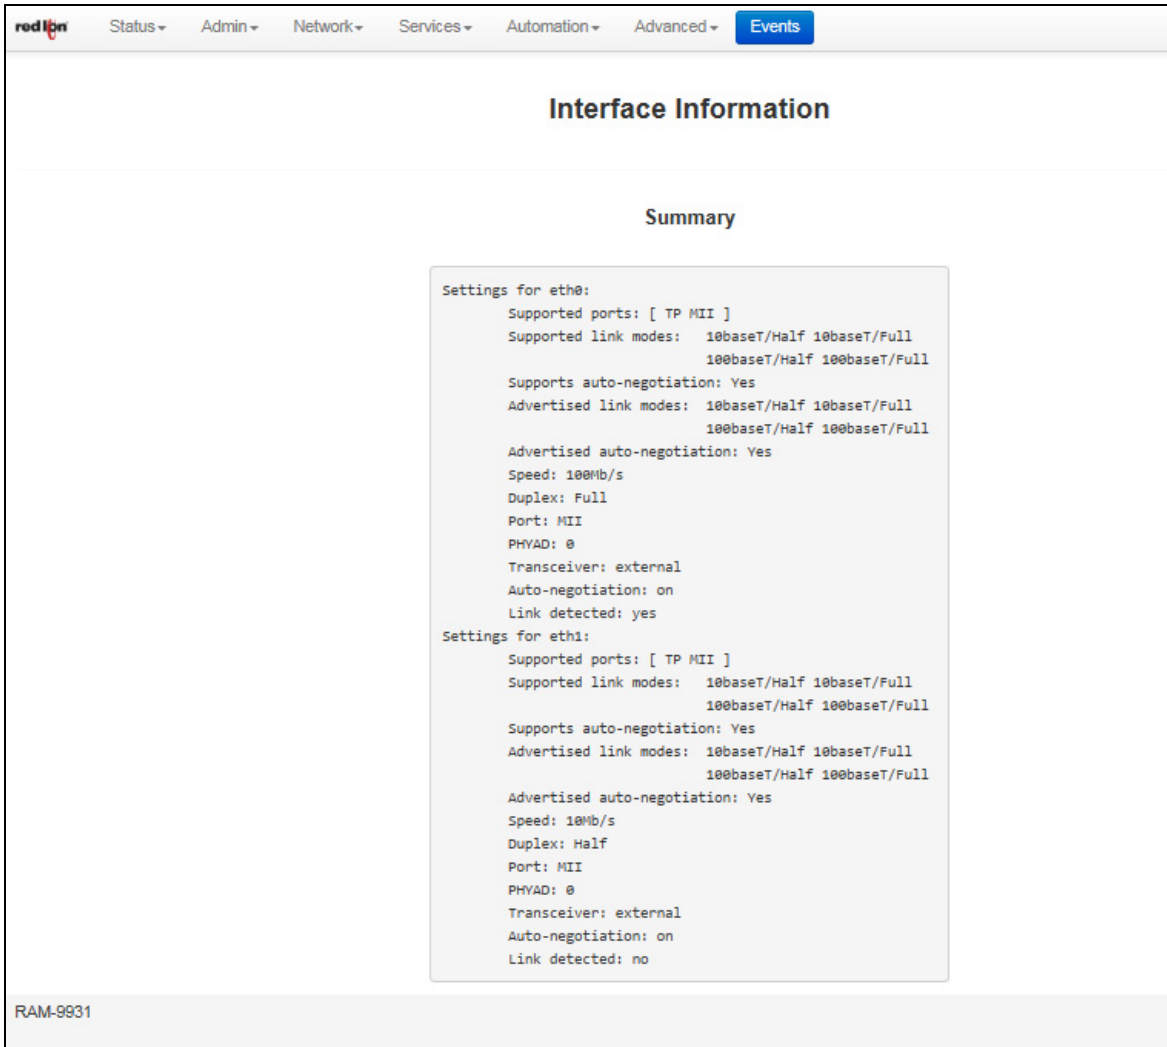 red lion Status Admin Network Services Automation Advanced Events
Interface Information
Summary
Settings for eth0:
Supported ports: [ TP MII ]
Supported link modes: 10baseT/Half 10baseT/Full
100baseT/Half 100baseT/Full
Supports auto-negotiation: Yes
Advertised link modes: 10baseT/Half 10baseT/Full
100baseT/Half 100baseT/Full
Advertised auto-negotiation: Yes
Speed: 100Mb/s
Duplex: Full
Port: MII
PHYAD: 0
Transceiver: external
Auto-negotiation: on
Link detected: yes
Settings for eth1:
Supported ports: [ TP MII ]
Supported link modes: 10baseT/Half 10baseT/Full
100baseT/Half 100baseT/Full
Supports auto-negotiation: Yes
Advertised link modes: 10baseT/Half 10baseT/Full
100baseT/Half 100baseT/Full
Advertised auto-negotiation: Yes
Speed: 10Mb/s
Duplex: Half
Port: MII
PHYAD: 0
Transceiver: external
Auto-negotiation: on
Link detected: no
RAM-9931